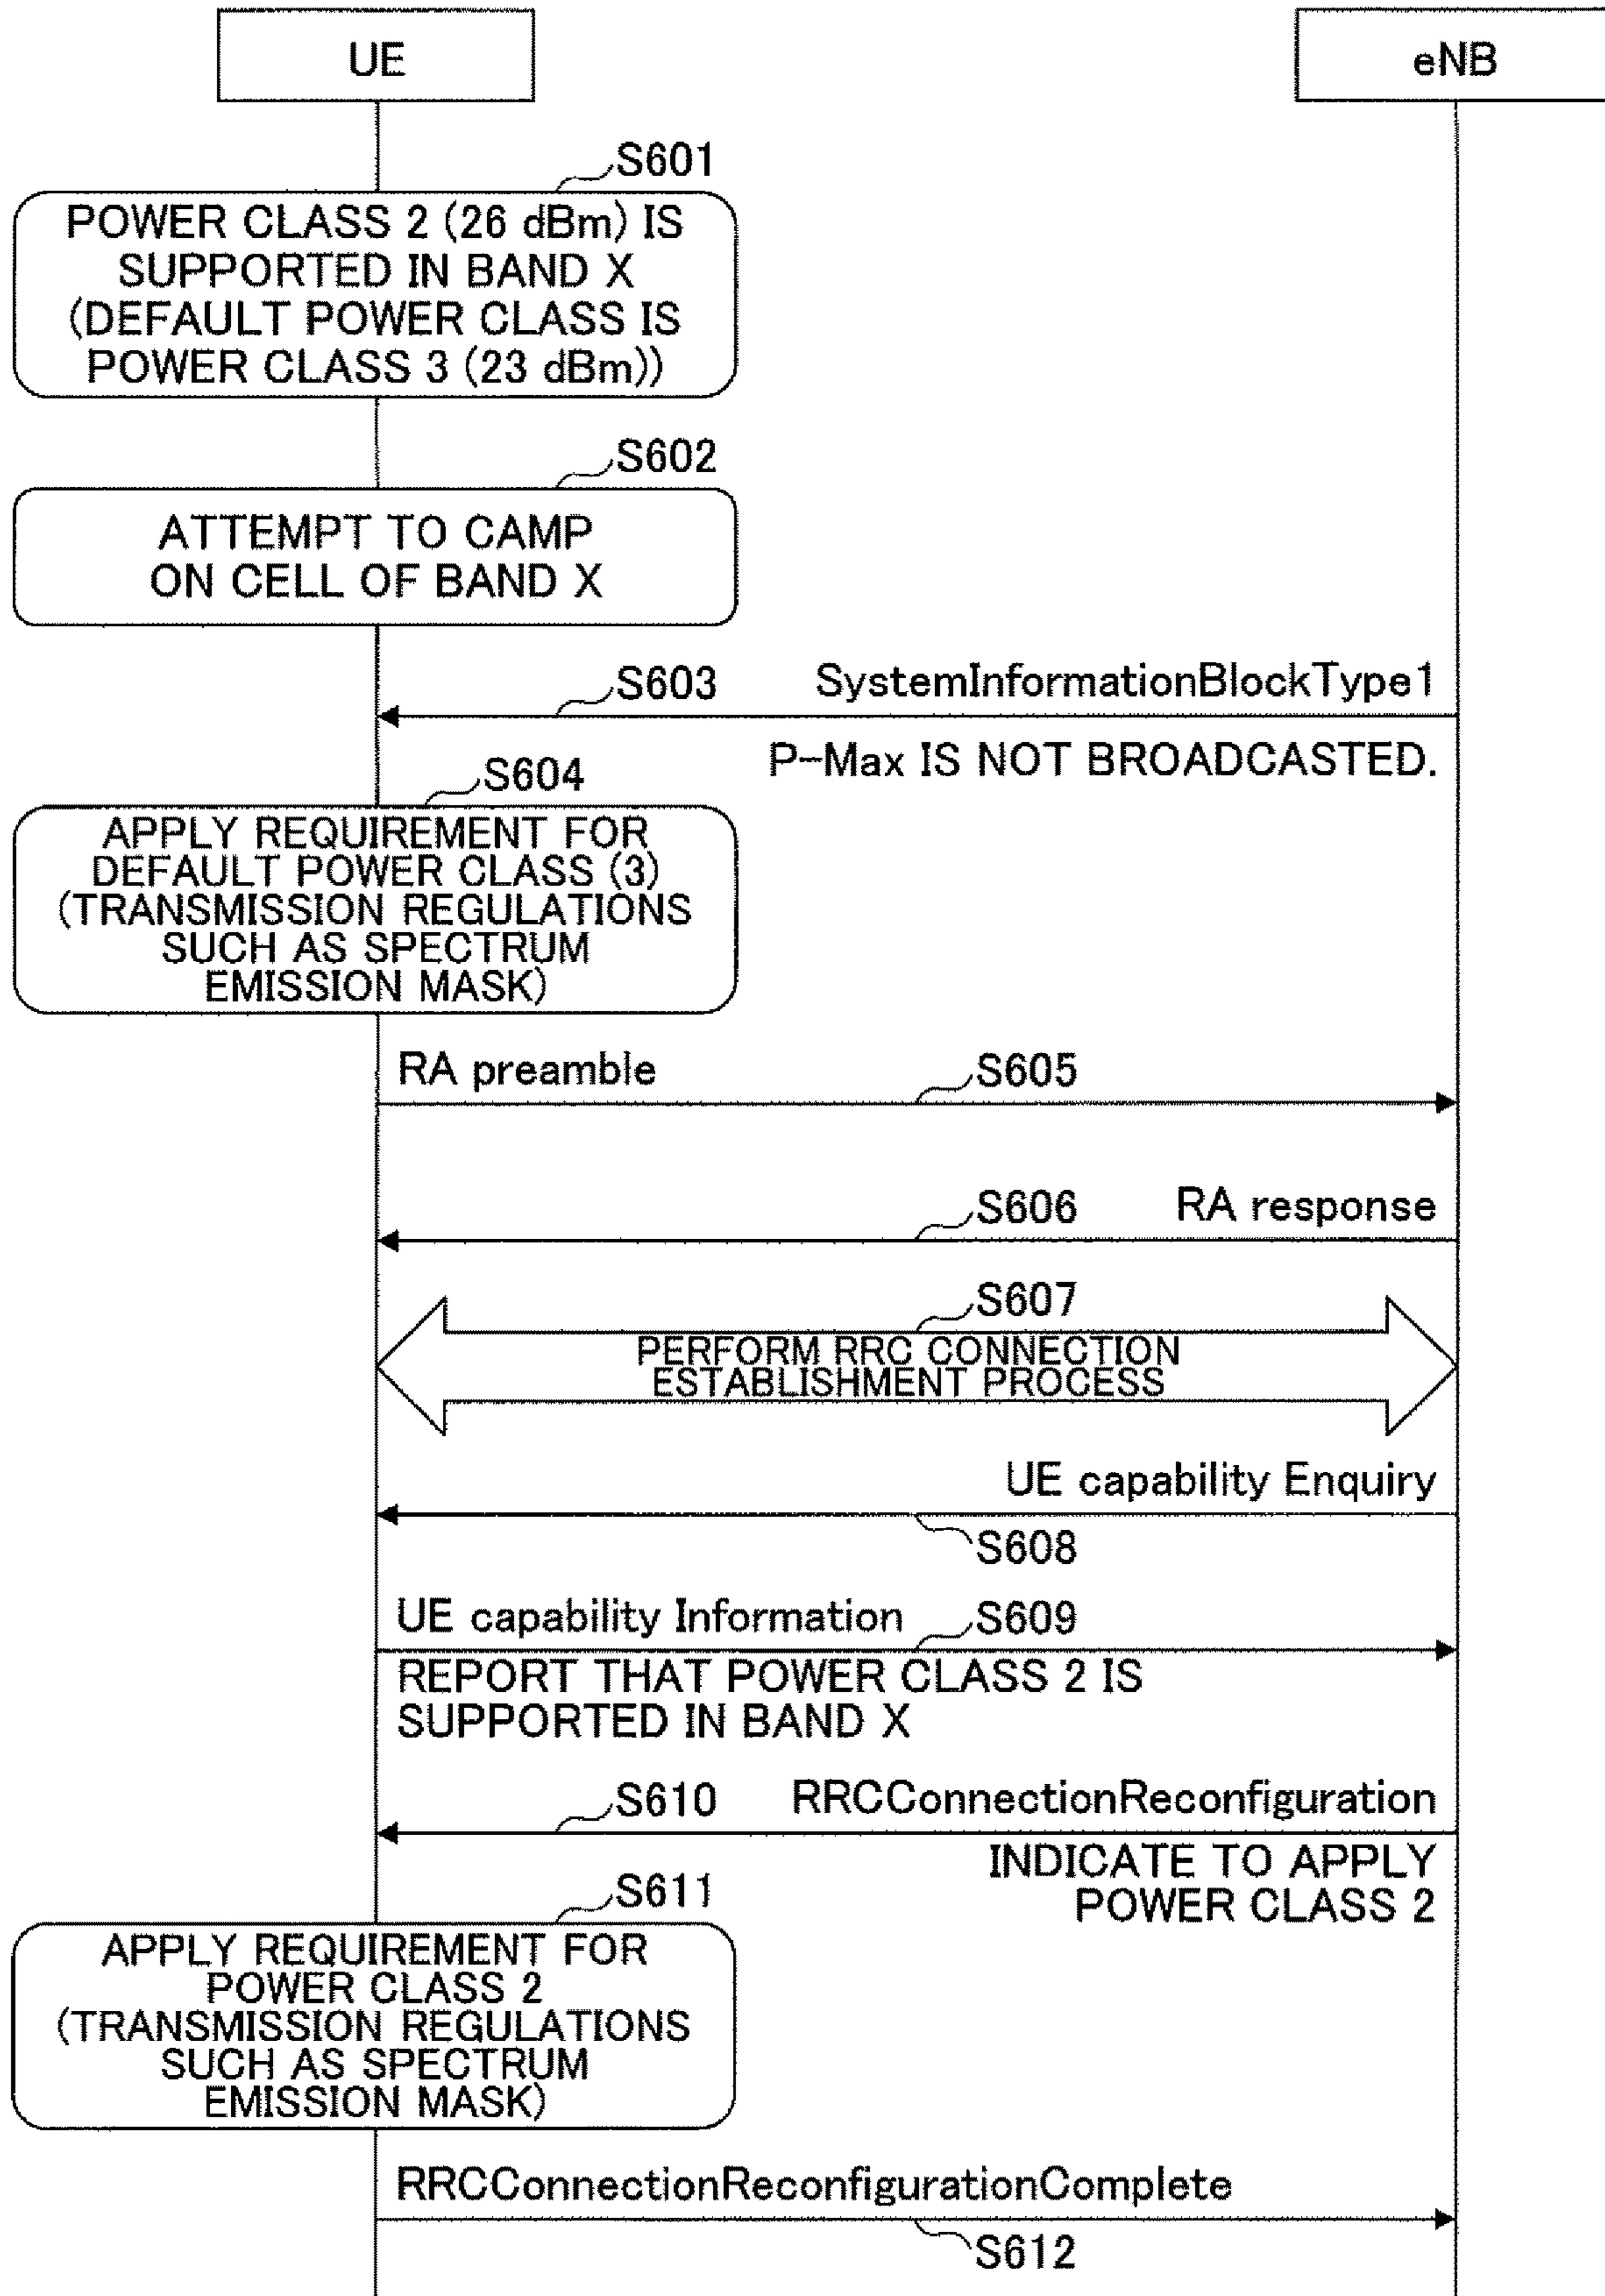 UE
eNB
S601
POWER CLASS 2 (26 dBm) IS
SUPPORTED IN BAND X
(DEFAULT POWER CLASS IS
POWER CLASS 3 (23 dBm))
S602
ATTEMPT TO CAMP
ON CELL OF BAND X
S603
SystemInformationBlockType1
P-Max IS NOT BROADCASTED.
S604
APPLY REQUIREMENT FOR
DEFAULT POWER CLASS (3)
(TRANSMISSION REGULATIONS
SUCH AS SPECTRUM
EMISSION MASK)
RA preamble
S605
S606
RA response
S607
PERFORM RRC CONNECTION
ESTABLISHMENT PROCESS
UE capability Enquiry
S608
UE capability Information
S609
REPORT THAT POWER CLASS 2 IS
SUPPORTED IN BAND X
S610
RRCConnectionReconfiguration
INDICATE TO APPLY
POWER CLASS 2
S611
APPLY REQUIREMENT FOR
POWER CLASS 2
(TRANSMISSION REGULATIONS
SUCH AS SPECTRUM
EMISSION MASK)
RRCConnectionReconfigurationComplete
S612